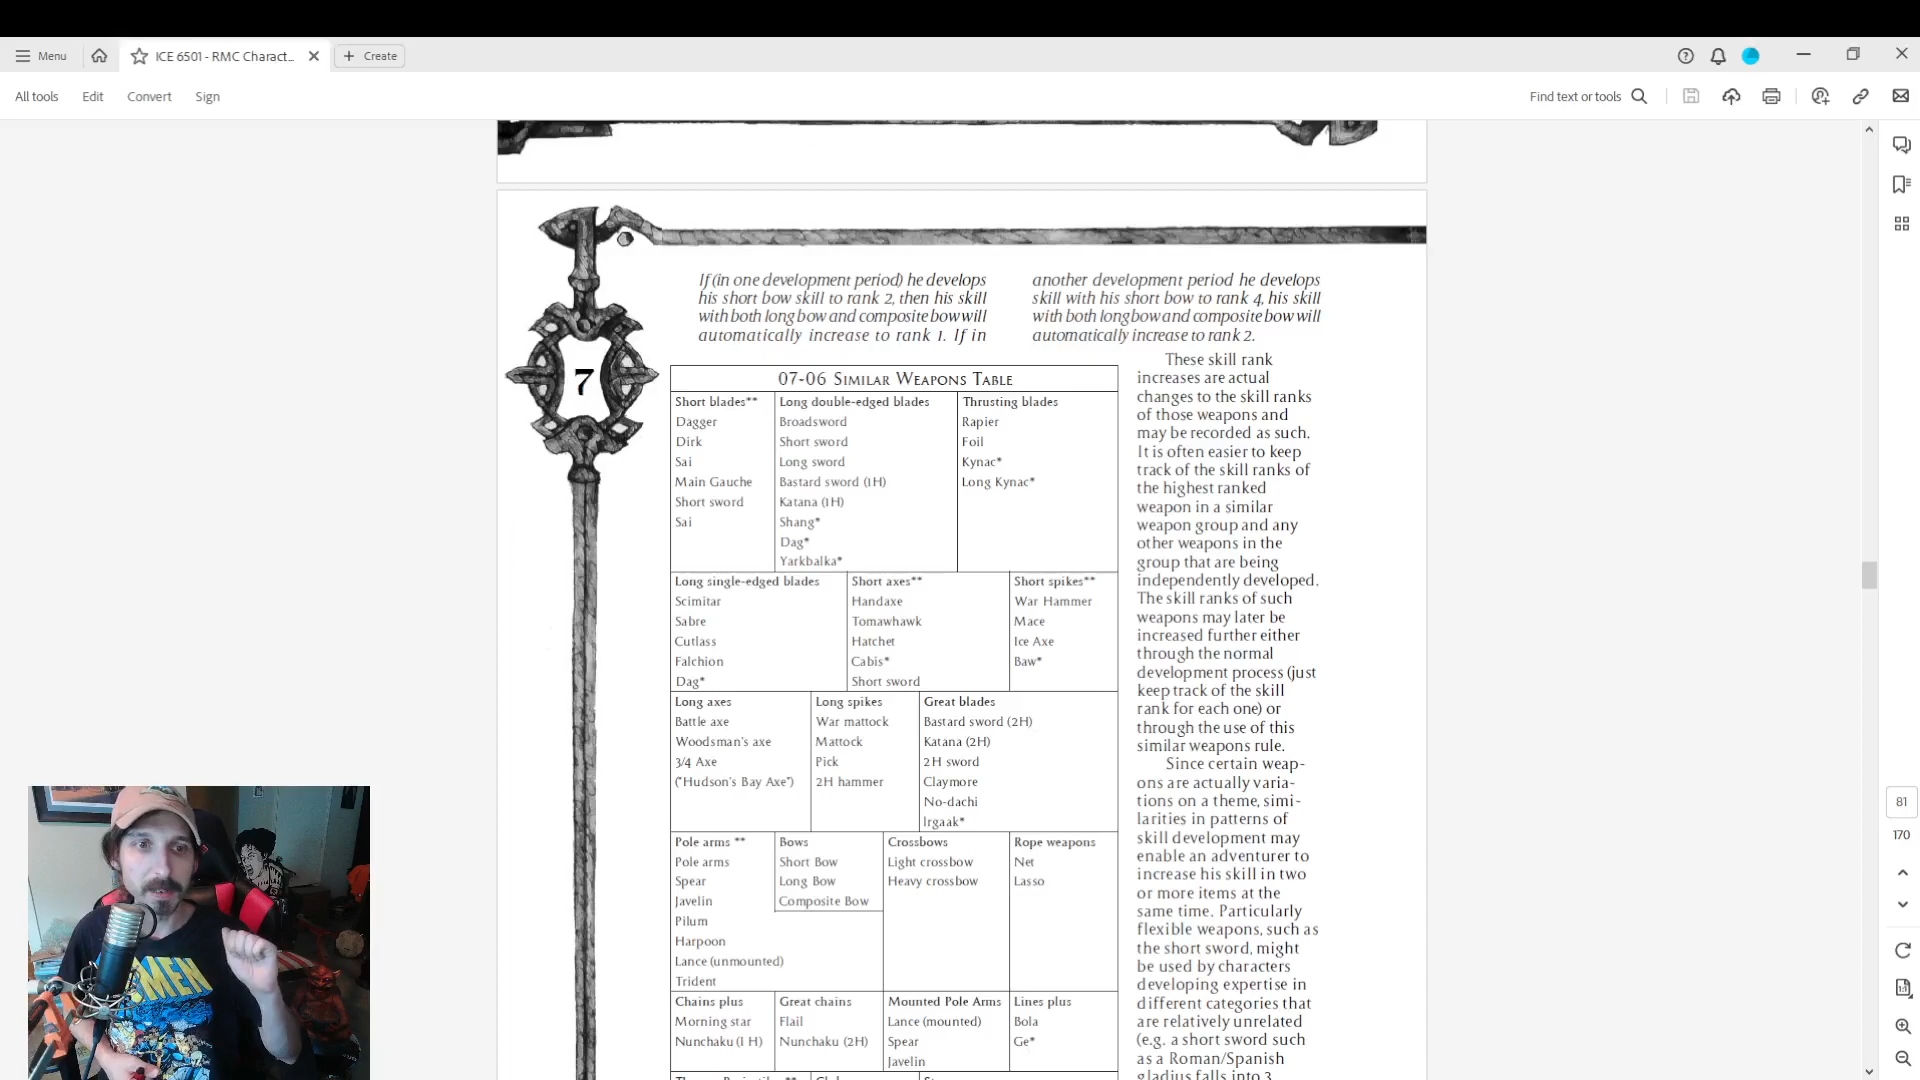 Menu
ICE 6501 - RMC Charact...
Create
All tools
Edit
Convert
Sign
Find text or tools
7
If (in one development period) he develops
his short bow skill to rank 2, then his skill
with both long bow and composite bow will
automatically increase to rank 1. If in
another development period he develops
skill with his short bow to rank 4, his skill
with both long bow and composite bow will
automatically increase to rank 2.
07-06 Similar Weapons Table
Short blades**
Dagger
Dirk
Sai
Main Gauche
Short sword
Sai
Long double-edged blades
Broadsword
Short sword
Long sword
Bastard sword (1H)
Katana (1H)
Shang*
Dag*
Yarkbalka*
Thrusting blades
Rapier
Foil
Kynac*
Long Kynac*
Long single-edged blades
Scimitar
Sabre
Cutlass
Falchion
Dag*
Short axes**
Handaxe
Tomawhawk
Hatchet
Cabis*
Short sword
Short spikes**
War Hammer
Mace
Ice Axe
Baw*
Long axes
Battle axe
Woodsman's axe
3/4 Axe
("Hudson's Bay Axe")
Long spikes
War mattock
Mattock
Pick
2H hammer
Great blades
Bastard sword (2H)
Katana (2H)
2H sword
Claymore
No-dachi
Irgaak*
Pole arms **
Pole arms
Spear
Javelin
Pilum
Harpoon
Lance (unmounted)
Trident
Bows
Short Bow
Long Bow
Composite Bow
Crossbows
Light crossbow
Heavy crossbow
Rope weapons
Net
Lasso
Chains plus
Morning star
Nunchaku (1 H)
Great chains
Flail
Nunchaku (2H)
Mounted Pole Arms
Lance (mounted)
Spear
Javelin
Lines plus
Bola
Ge*
These skill rank
increases are actual
changes to the skill ranks
of those weapons and
may be recorded as such.
It is often easier to keep
track of the skill ranks of
the highest ranked
weapon in a similar
weapon group and any
other weapons in the
group that are being
independently developed.
The skill ranks of such
weapons may later be
increased further either
through the normal
development process (just
keep track of the skill
rank for each one) or
through the use of this
similar weapons rule.
Since certain weap-
ons are actually varia-
tions on a theme, simi-
larities in patterns of
skill development may
enable an adventurer to
increase his skill in two
or more items at the
same time. Particularly
flexible weapons, such as
the short sword, might
be used by characters
developing expertise in
different categories that
are relatively unrelated
(e.g. a short sword such
as a Roman/Spanish
gladius falls into 3
81
170